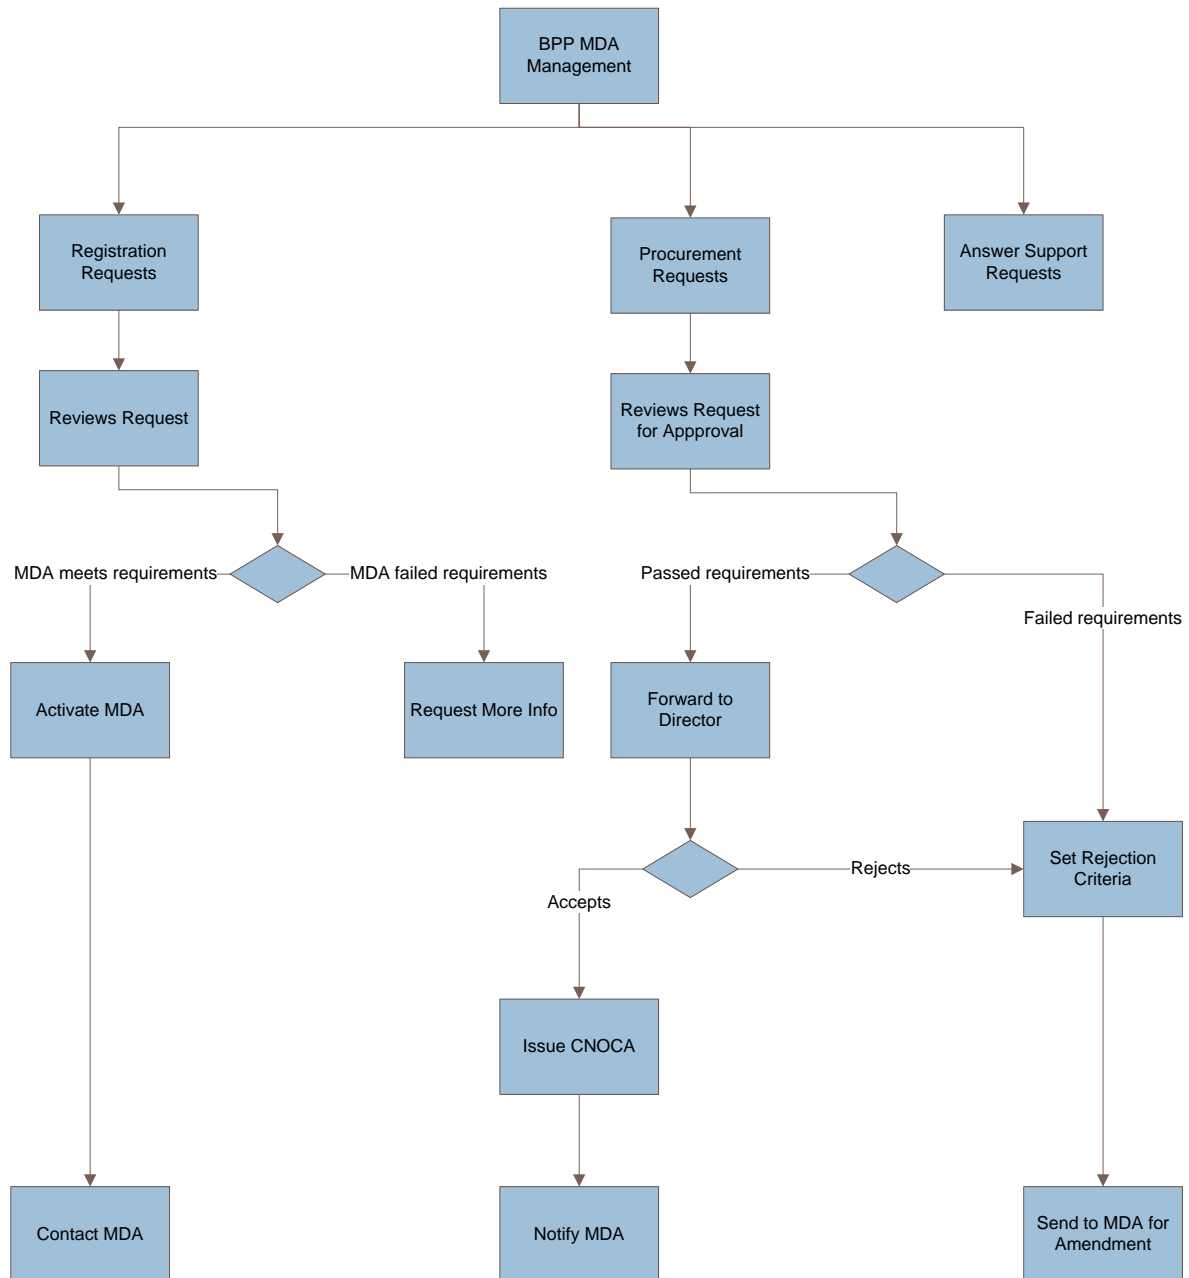 BPP MDA
Management
Registration
Requests
Procurement
Requests
Answer Support
Requests
Reviews Request
Reviews Request
for Appproval
MDA meets requirements
MDA failed requirements
Passed requirements
Failed requirements
Activate MDA
Request More Info
Forward to
Director
Set Rejection
Criteria
Rejects
Accepts
Issue CNOCA
Contact MDA
Notify MDA
Send to MDA for
Amendment